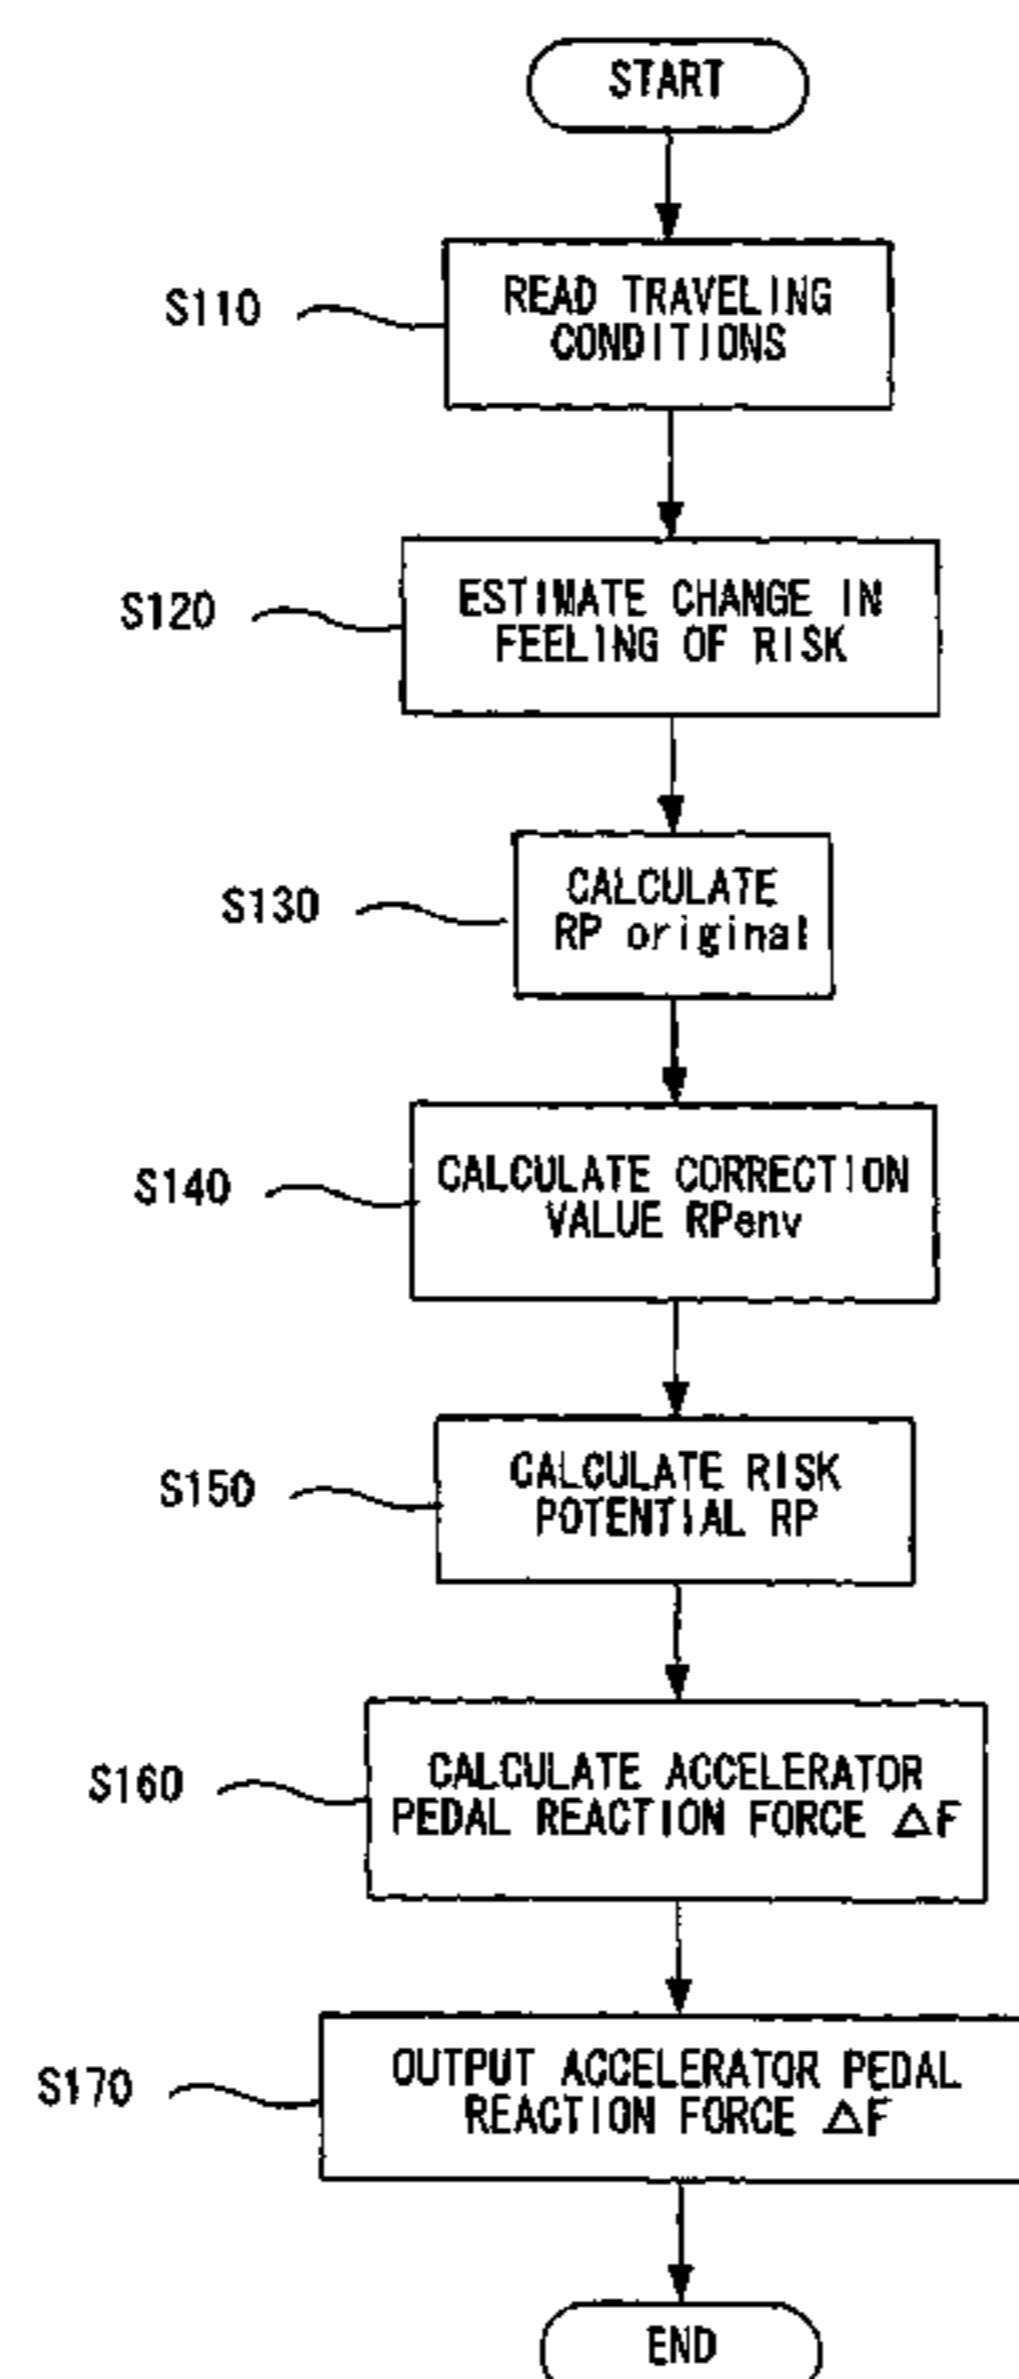 START
S110
READ TRAVELING
CONDITIONS
S120
ESTIMATE CHANGE IN
FEELING OF RISK
S130
CALCULATE
RP original
S140
CALCULATE CORRECTION
VALUE RPenv
S150
CALCULATE RISK
POTENTIAL RP
S160
CALCULATE ACCELERATOR
PEDAL REACTION FORCE △F
S170
OUTPUT ACCELERATOR PEDAL
REACTION FORCE △F
END